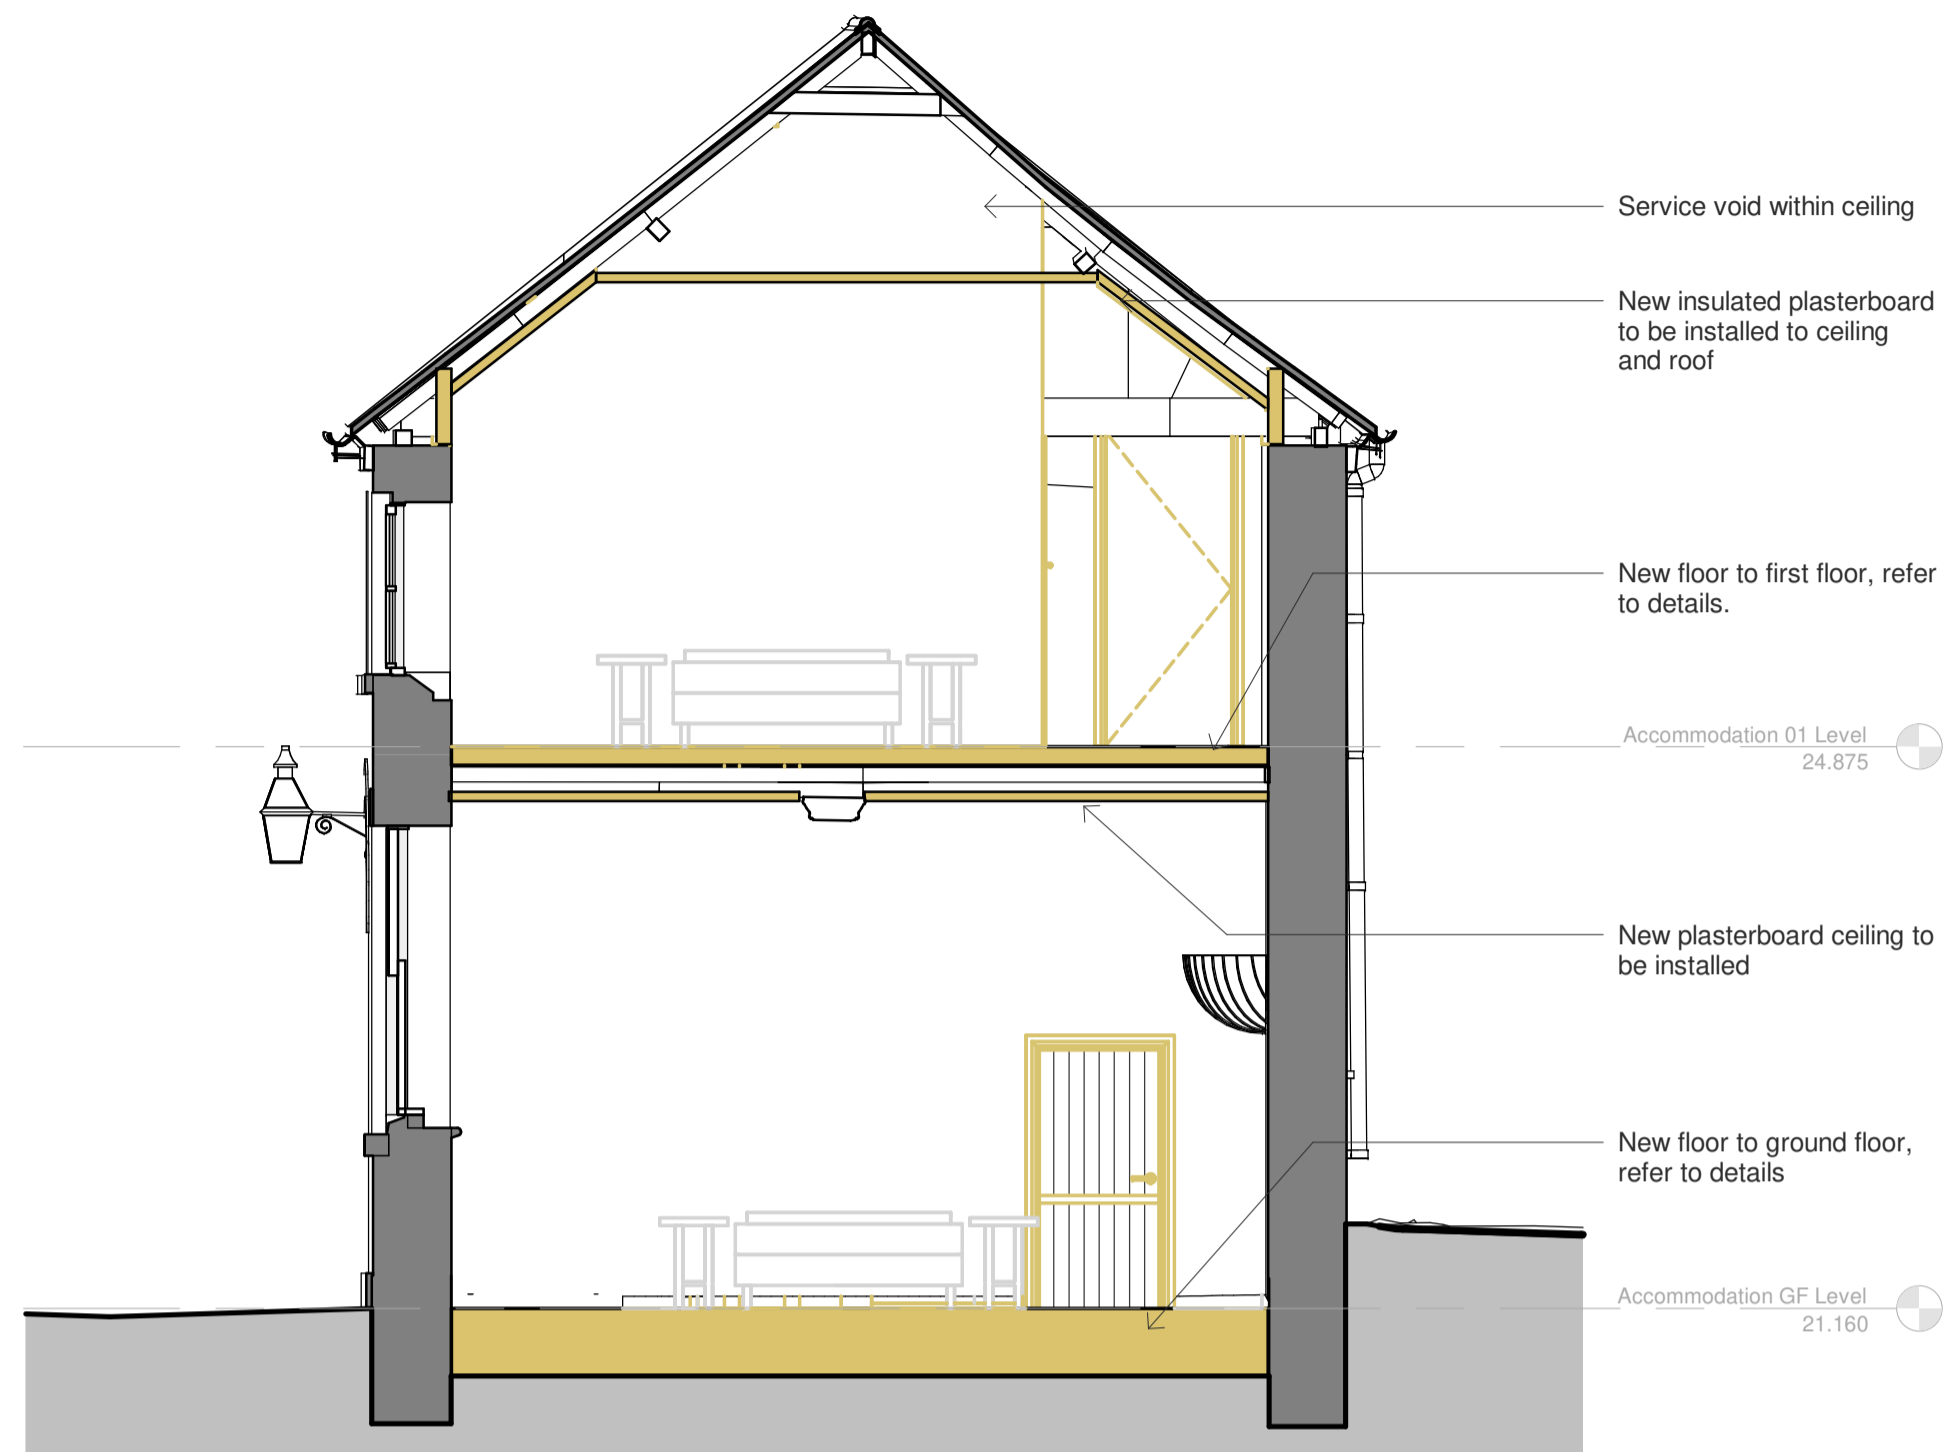 Service void within ceiling
New insulated plasterboard
to be installed to ceiling
and roof
New floor to first floor, refer
to details.
Accommodation 01 Level
24.875
New plasterboard ceiling to
be installed
New floor to ground floor,
refer to details
Accommodation GF Level
21.160